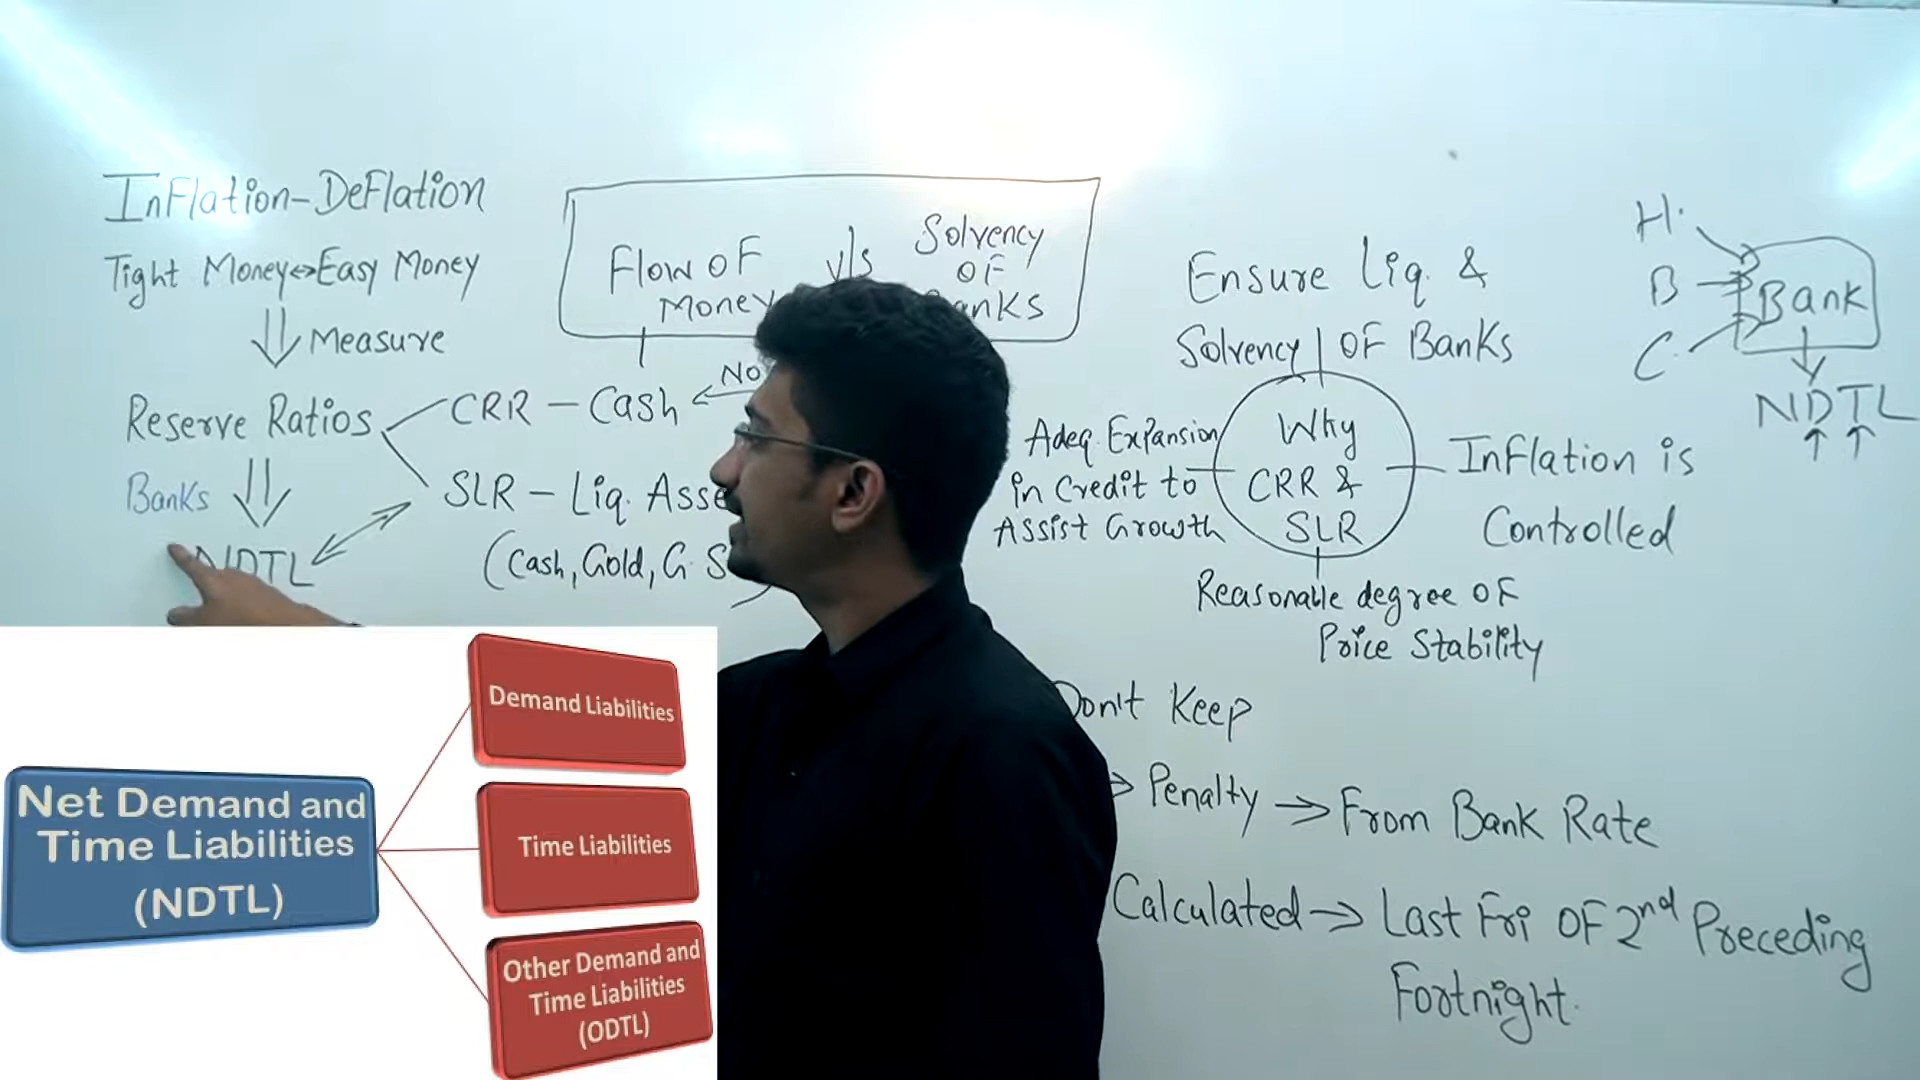 InFlation-DeFlation
Tight Money↔Easy Money
Measure
Reserve Ratios
CRR - Cash
SLR - Liq. Asse
(Cash, Gold, G. S
Banks
NDTL
Flow OF
Money
v/s
Solvency
OF
anks
No
Ensure Liq. &
Solvency OF Banks
Why
CRR &
SLR
Adeq. Expansion
in Credit to
Assist Growth
InFlation is
Controlled
Reasonable degree OF
Price Stability
H.
B
C.
Bank
NDTL
Don't Keep
Penalty → From Bank Rate
Calculated → Last Fri OF 2nd Preceding
Fortnight.
Net Demand and
Time Liabilities
(NDTL)
Demand Liabilities
Time Liabilities
Other Demand and
Time Liabilities
(ODTL)